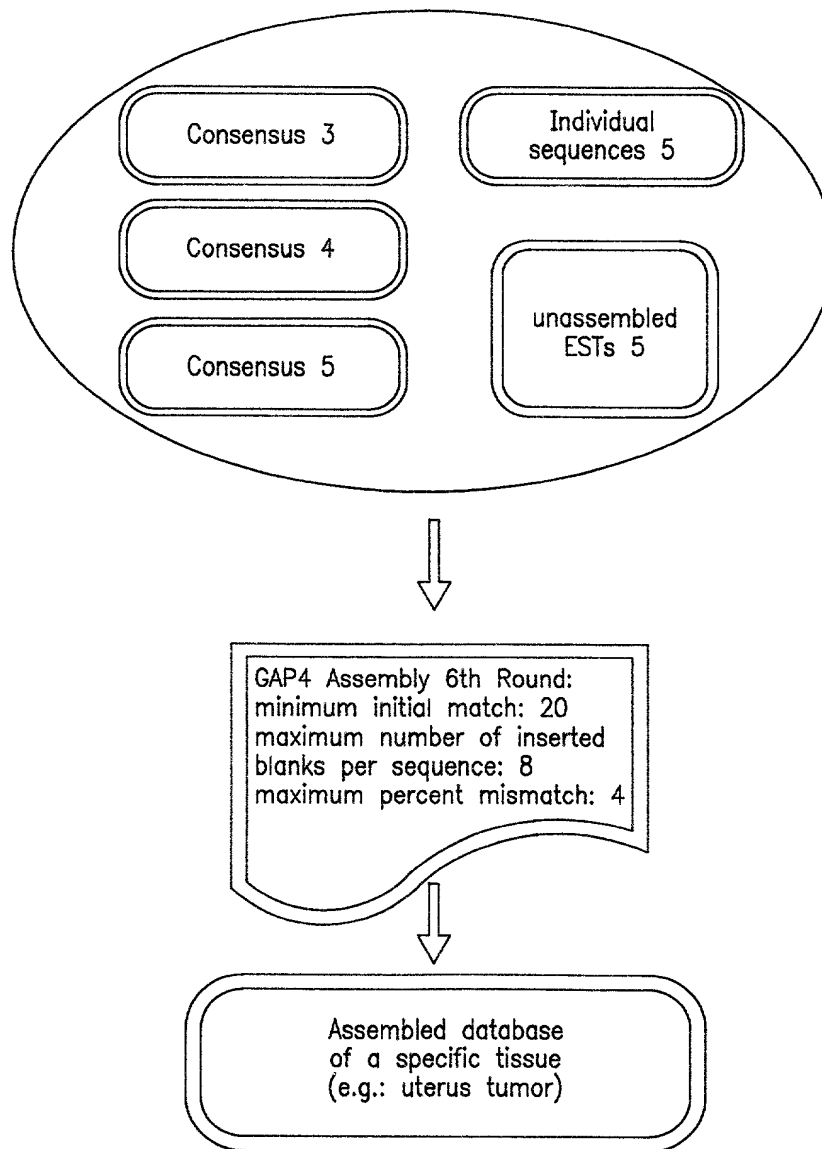 Consensus 3
Consensus 4
Consensus 5
Individual
sequences 5
unassembled
ESTs 5
GAP4 Assembly 6th Round:
minimum initial match: 20
maximum number of inserted
blanks per sequence: 8
maximum percent mismatch: 4
Assembled database
of a specific tissue
(e.g.: uterus tumor)